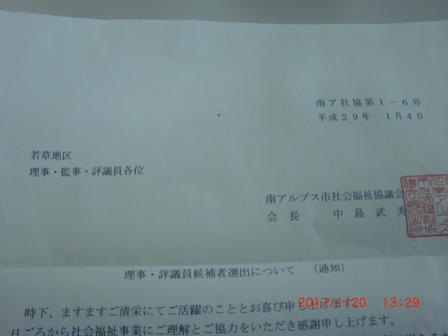 南ア社協第1-6号
平成29年 1月4日
若草地区
理事・監事・評議員各位
南アルプス市社会福祉協議会
会長 中島武秀
理事・評議員候補者選出について (通知)
時下、ますますご清栄にてご活躍のこととお喜び申し上げます。
日ごろから社会福祉事業にご理解とご協力をいただき感謝申し上げます。
2017/1/20 13:29